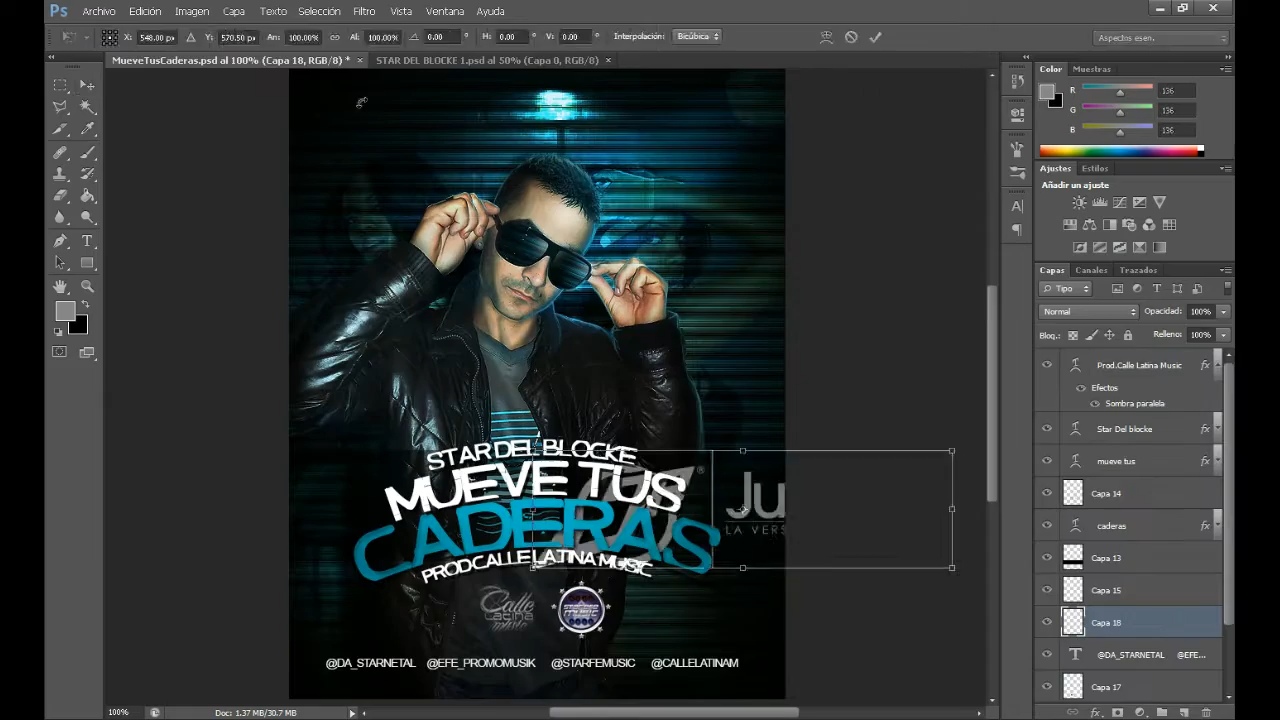 Ps Archivo Edición Imagen Capa Texto Selección Filtro Vista Ventana Ayuda
X: 548.00 px Y: 570.50 px An: 100.00% Al: 100.00% 0.00 ° H: 0.00 ° V: 0.00 ° Interpolación: Bicúbica
Aspectos esen.
MueveTusCaderas.psd al 100% (Capa 18, RGB/8) * ×
STAR DEL BLOCKE 1.psd al 50% (Capa 0, RGB/8) ×
STAR DEL BLOCKE
MUEVE TUS
CADERAS
PROD.CALLE LATINA MUSIC
® Ju
LA VERS
Calle
Latina
music
@DA_STARNETAL @EFE_PROMOMUSIK @STARFEMUSIC @CALLELATINAM
Color Muestras
R 136
G 136
B 136
Ajustes Estilos
Añadir un ajuste
Capas Canales Trazados
Tipo
Normal Opacidad: 100%
Bloq.: Relleno: 100%
Prod.Calle Latina Music fx
Efectos
Sombra paralela
Star Del blocke fx
mueve tus fx
Capa 14
caderas fx
Capa 13
Capa 15
Capa 18
T @DA_STARNETAL @EFE...
Capa 17
100% Doc: 1.37 MB/30.7 MB